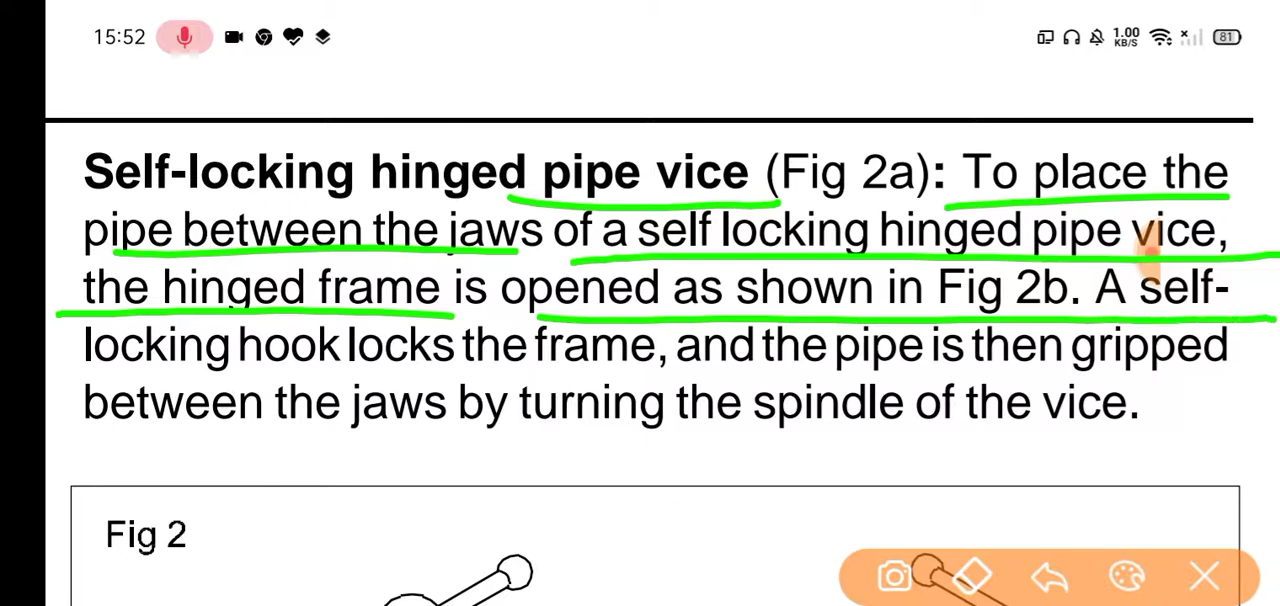 15:52
1.00
KB/S
81
Self-locking hinged pipe vice (Fig 2a): To place the
pipe between the jaws of a self locking hinged pipe vice,
the hinged frame is opened as shown in Fig 2b. A self-
locking hook locks the frame, and the pipe is then gripped
between the jaws by turning the spindle of the vice.
Fig 2